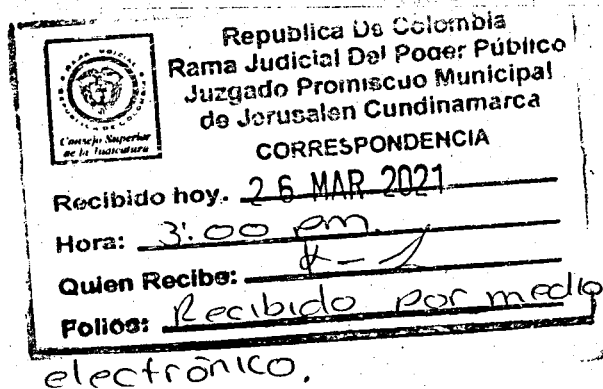 Republica De Colombia
Rama Judicial Del Poder Público
Juzgado Promiscuo Municipal
de Jerusalen Cundinamarca
CORRESPONDENCIA
Consejo Superior
de la Judicatura
Recibido hoy. 26 MAR 2021
Hora: 3:00 pm.
Quien Recibe:
Folios: Recibido por medio
electrónico.